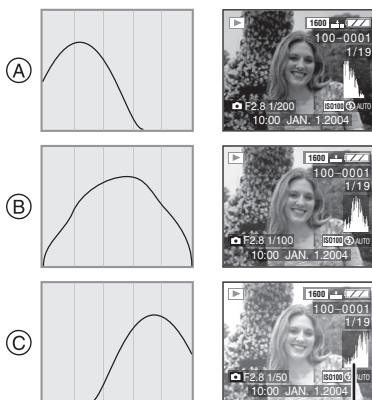 A
1600
100-0001
1/19
F2.8 1/200
ISO100 AUTO
10:00 JAN. 1.2004
B
1600
100-0001
1/19
F2.8 1/100
ISO100 AUTO
10:00 JAN. 1.2004
C
1600
100-0001
1/19
F2.8 1/50
ISO100 AUTO
10:00 JAN. 1.2004